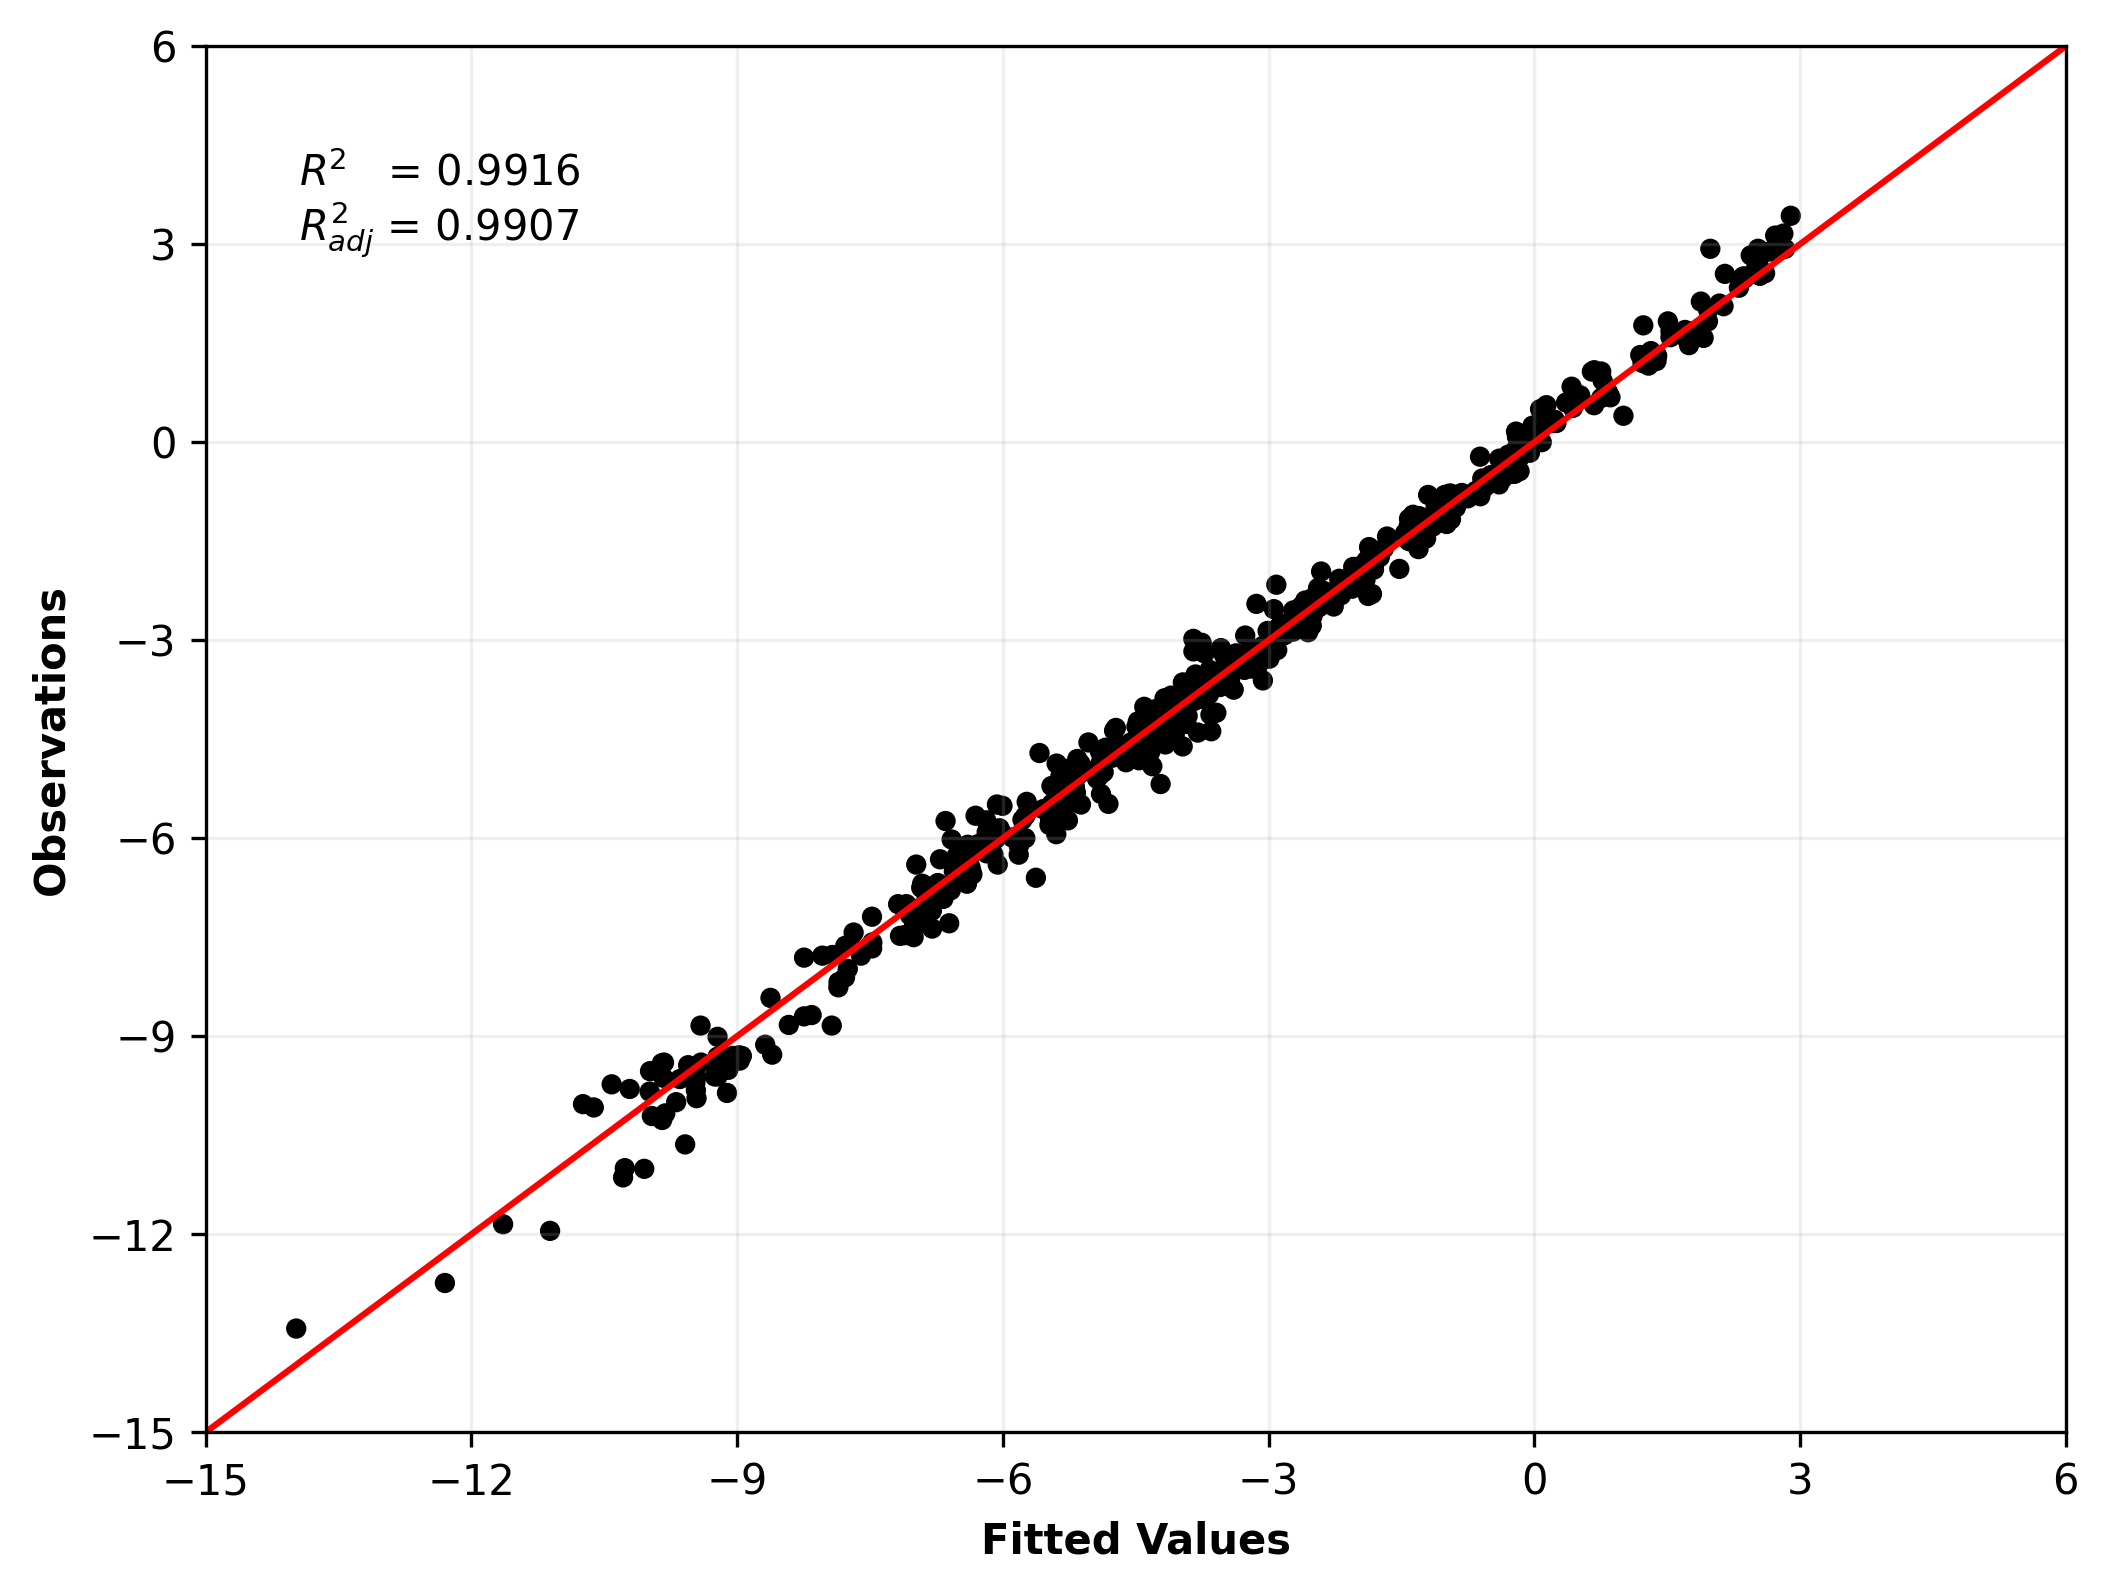 R² = 0.9916
R²adj = 0.9907
6
3
0
−3
−6
−9
−12
−15
Observations
−15 −12 −9 −6 −3 0 3 6
Fitted Values